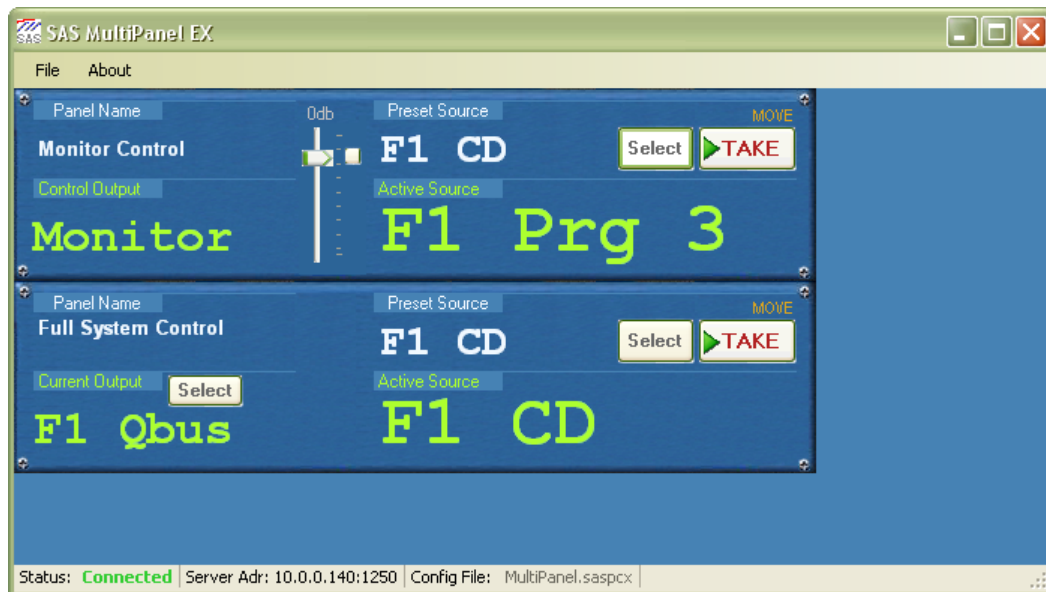 SAS MultiPanel EX
File About
Panel Name
0db
Preset Source
MOVE
Monitor Control
F1 CD
Select
TAKE
Control Output
Active Source
Monitor
F1 Prg 3
Panel Name
Preset Source
MOVE
Full System Control
F1 CD
Select
TAKE
Current Output
Select
Active Source
F1 Qbus
F1 CD
Status: Connected Server Adr: 10.0.0.140:1250 Config File: MultiPanel.saspcx